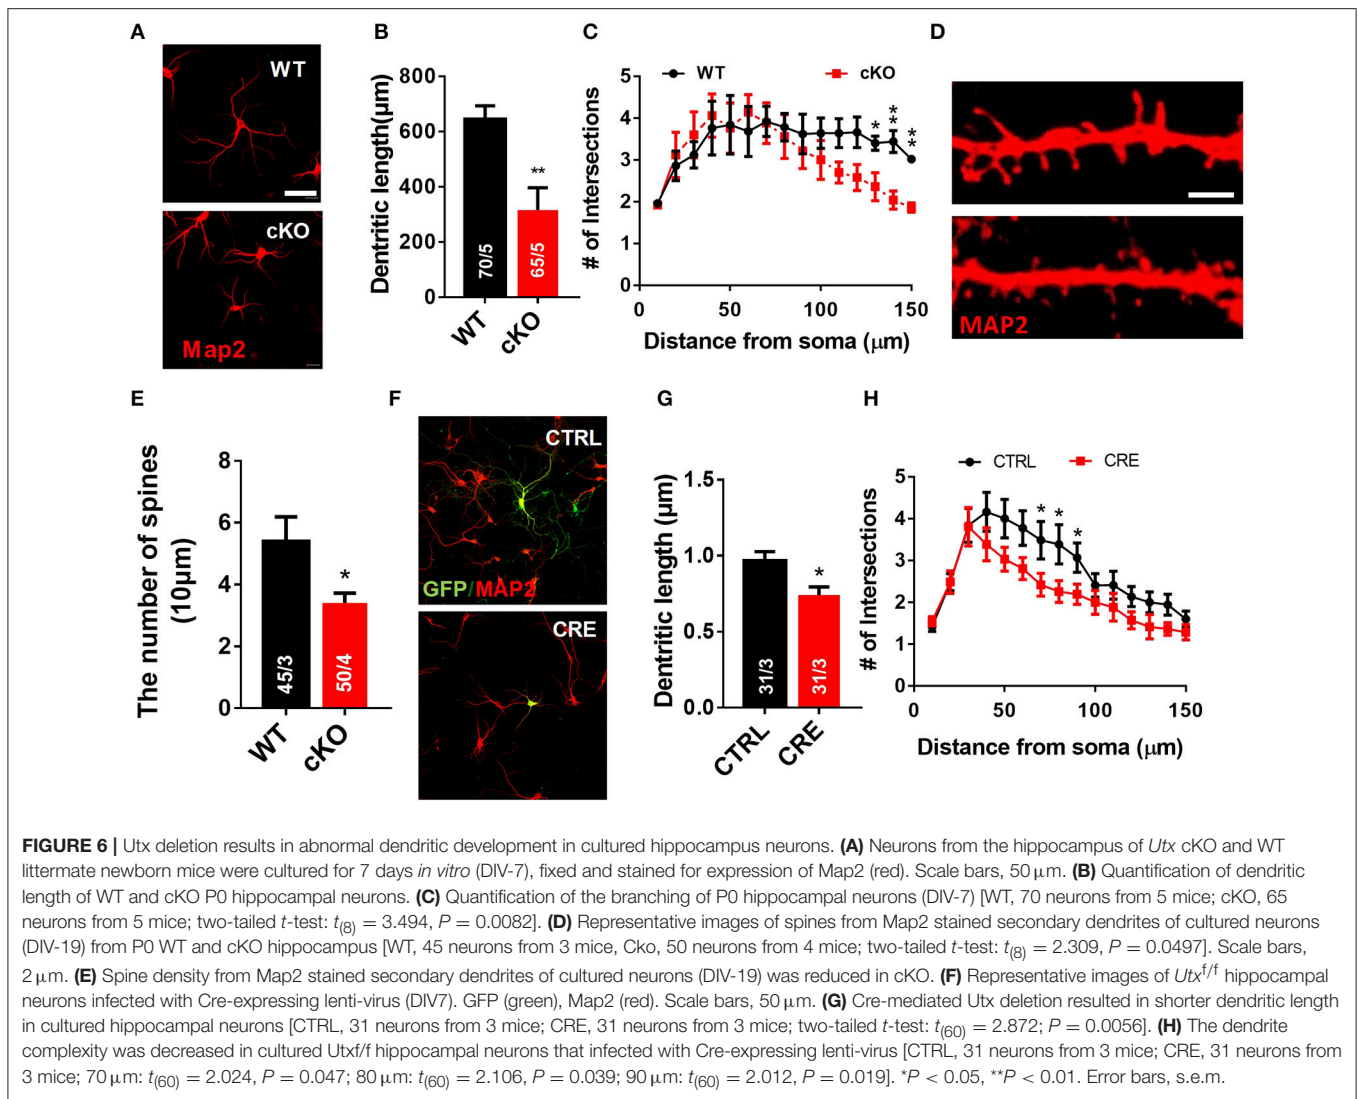 A
WT
cKO
Map2
B
Dentritic length(μm)
800
600
400
200
0
**
70/5
65/5
WT
cKO
C
WT
cKO
# of Intersections
5
4
3
2
1
0
*
**
**
0
50
100
150
Distance from soma (μm)
D
MAP2
E
The number of spines
(10μm)
8
6
4
2
0
*
45/3
50/4
WT
cKO
F
CTRL
GFP/MAP2
CRE
G
Dentritic length (μm)
1.5
1.0
0.5
0.0
*
31/3
31/3
CTRL
CRE
H
CTRL
CRE
# of Intersections
5
4
3
2
1
0
* * *
0
50
100
150
Distance from soma (μm)
FIGURE 6 | Utx deletion results in abnormal dendritic development in cultured hippocampus neurons. (A) Neurons from the hippocampus of Utx cKO and WT
littermate newborn mice were cultured for 7 days in vitro (DIV-7), fixed and stained for expression of Map2 (red). Scale bars, 50 μm. (B) Quantification of dendritic
length of WT and cKO P0 hippocampal neurons. (C) Quantification of the branching of P0 hippocampal neurons (DIV-7) [WT, 70 neurons from 5 mice; cKO, 65
neurons from 5 mice; two-tailed t-test: t(8) = 3.494, P = 0.0082]. (D) Representative images of spines from Map2 stained secondary dendrites of cultured neurons
(DIV-19) from P0 WT and cKO hippocampus [WT, 45 neurons from 3 mice, Cko, 50 neurons from 4 mice; two-tailed t-test: t(8) = 2.309, P = 0.0497]. Scale bars,
2 μm. (E) Spine density from Map2 stained secondary dendrites of cultured neurons (DIV-19) was reduced in cKO. (F) Representative images of Utxf/f hippocampal
neurons infected with Cre-expressing lenti-virus (DIV7). GFP (green), Map2 (red). Scale bars, 50 μm. (G) Cre-mediated Utx deletion resulted in shorter dendritic length
in cultured hippocampal neurons [CTRL, 31 neurons from 3 mice; CRE, 31 neurons from 3 mice; two-tailed t-test: t(60) = 2.872; P = 0.0056]. (H) The dendrite
complexity was decreased in cultured Utxf/f hippocampal neurons that infected with Cre-expressing lenti-virus [CTRL, 31 neurons from 3 mice; CRE, 31 neurons from
3 mice; 70 μm: t(60) = 2.024, P = 0.047; 80 μm: t(60) = 2.106, P = 0.039; 90 μm: t(60) = 2.012, P = 0.019]. *P < 0.05, **P < 0.01. Error bars, s.e.m.